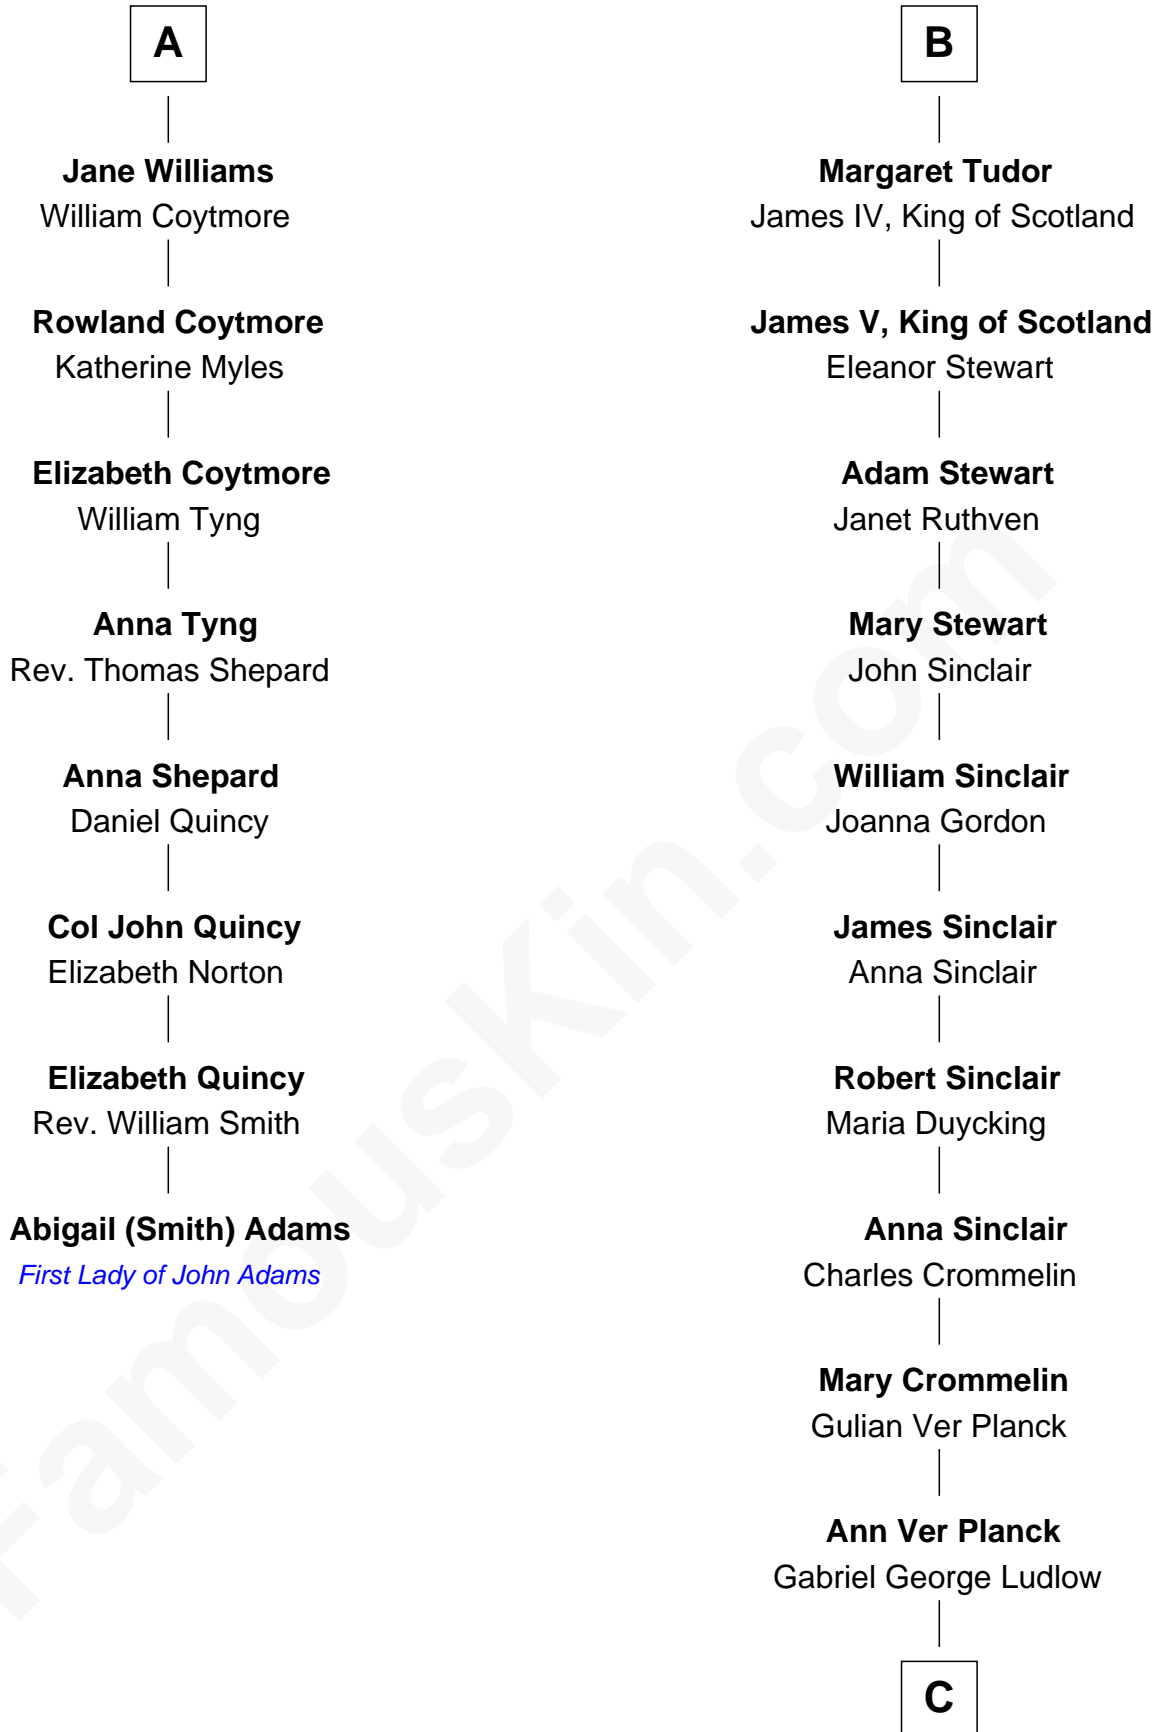 A
Jane Williams
William Coytmore
Rowland Coytmore
Katherine Myles
Elizabeth Coytmore
William Tyng
Anna Tyng
Rev. Thomas Shepard
Anna Shepard
Daniel Quincy
Col John Quincy
Elizabeth Norton
Elizabeth Quincy
Rev. William Smith
Abigail (Smith) Adams
First Lady of John Adams
B
Margaret Tudor
James IV, King of Scotland
James V, King of Scotland
Eleanor Stewart
Adam Stewart
Janet Ruthven
Mary Stewart
John Sinclair
William Sinclair
Joanna Gordon
James Sinclair
Anna Sinclair
Robert Sinclair
Maria Duycking
Anna Sinclair
Charles Crommelin
Mary Crommelin
Gulian Ver Planck
Ann Ver Planck
Gabriel George Ludlow
C
FamousKin.com